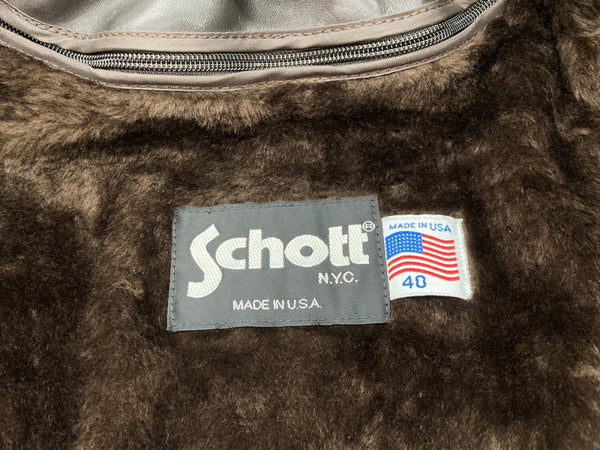 Schott®
N.Y.C.
MADE IN U.S.A.
MADE IN USA
40